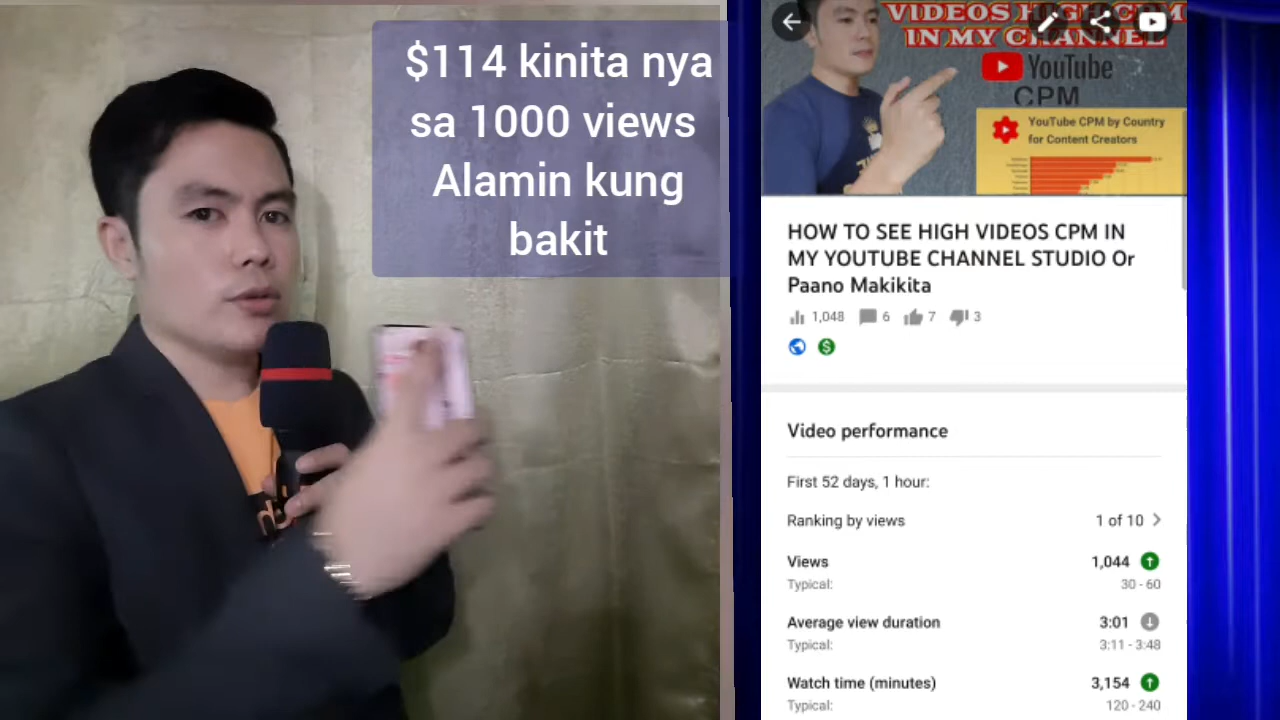 $114 kinita nya
sa 1000 views
Alamin kung
bakit
VIDEOS HIGH CPM
IN MY CHANNEL
YouTube
CPM
YouTube CPM by Country
for Content Creators
HOW TO SEE HIGH VIDEOS CPM IN
MY YOUTUBE CHANNEL STUDIO Or
Paano Makikita
1,048 6 7 3
Video performance
First 52 days, 1 hour:
Ranking by views 1 of 10
Views 1,044
Typical: 30 - 60
Average view duration 3:01
Typical: 3:11 - 3:48
Watch time (minutes) 3,154
Typical: 120 - 240